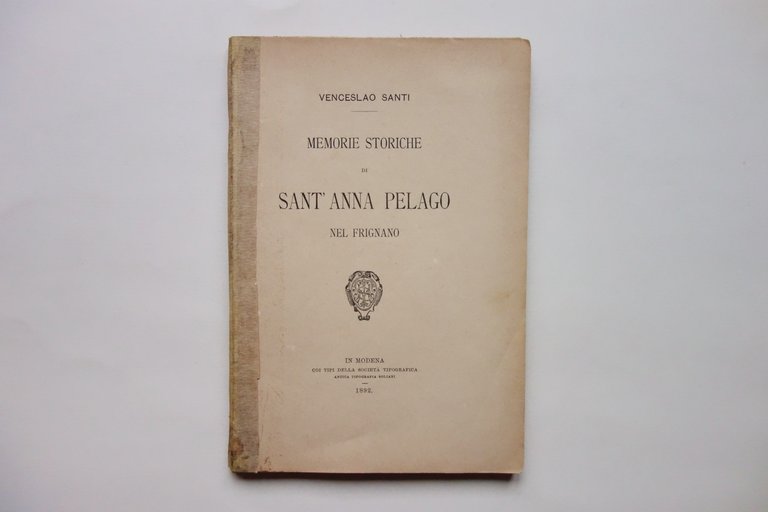 VENCESLAO SANTI
MEMORIE STORICHE
DI
SANT' ANNA PELAGO
NEL FRIGNANO
IN MODENA
COI TIPI DELLA SOCIETÀ TIPOGRAFICA
ANTICA TIPOGRAFIA SOLIANI
1892.